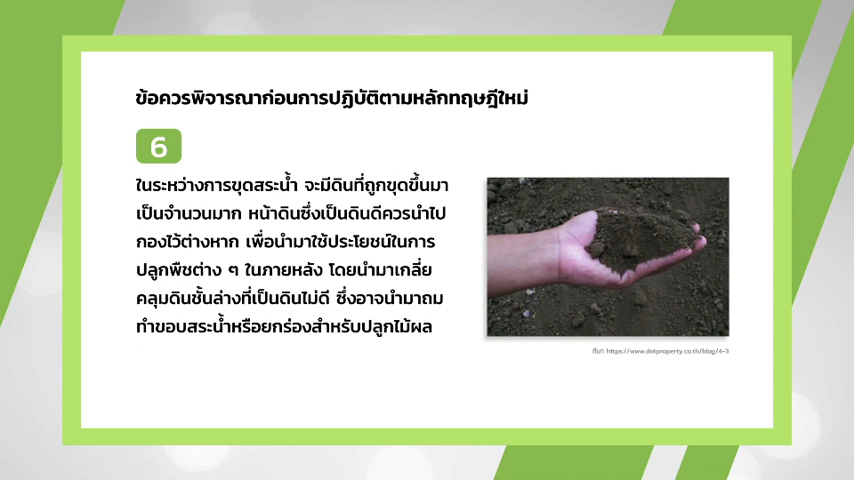 ข้อควรพิจารณาก่อนการปฏิบัติตามหลักทฤษฎีใหม่
6
ในระหว่างการขุดสระน้ำ จะมีดินที่ถูกขุดขึ้นมา
เป็นจำนวนมาก หน้าดินซึ่งเป็นดินดีควรนำไป
กองไว้ต่างหาก เพื่อนำมาใช้ประโยชน์ในการ
ปลูกพืชต่าง ๆ ในภายหลัง โดยนำมาเกลี่ย
คลุมดินชั้นล่างที่เป็นดินไม่ดี ซึ่งอาจนำมาถม
ทำขอบสระน้ำหรือยกร่องสำหรับปลูกไม้ผล
ที่มา https://www.dotproperty.co.th/blog/4-3